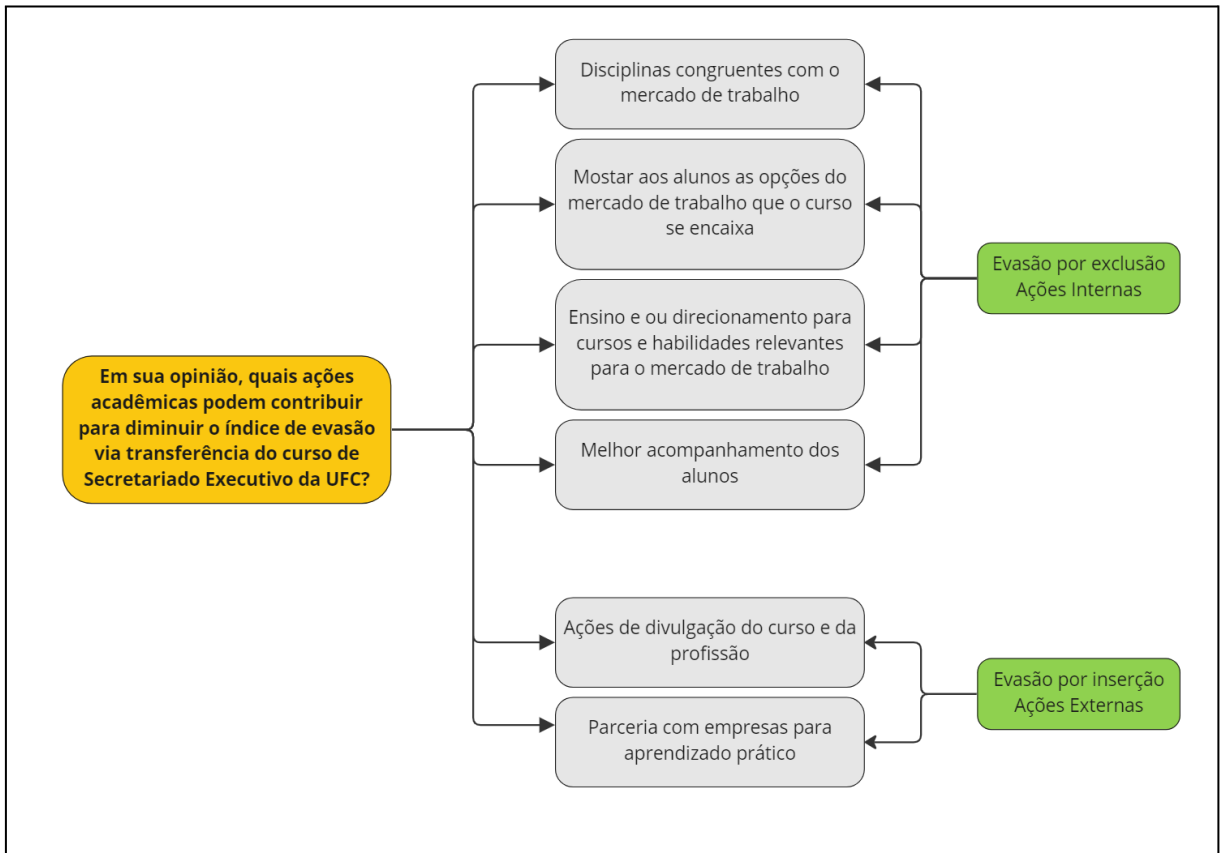 Disciplinas congruentes com o
mercado de trabalho
Mostar aos alunos as opções do
mercado de trabalho que o curso
se encaixa
Evasão por exclusão
Ações Internas
Ensino e ou direcionamento para
cursos e habilidades relevantes
para o mercado de trabalho
Em sua opinião, quais ações
acadêmicas podem contribuir
para diminuir o índice de evasão
via transferência do curso de
Secretariado Executivo da UFC?
Melhor acompanhamento dos
alunos
Ações de divulgação do curso e da
profissão
Evasão por inserção
Ações Externas
Parceria com empresas para
aprendizado prático